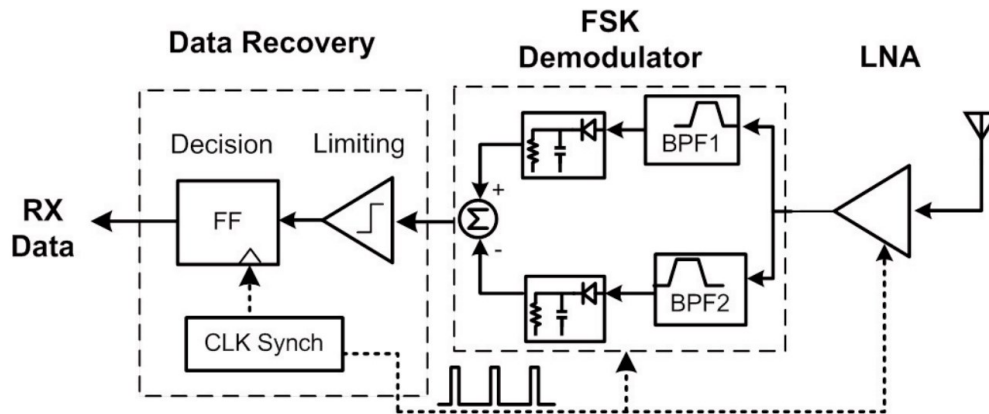 Data Recovery
FSK
Demodulator
LNA
Decision
Limiting
BPF1
+
RX
Data
FF
Σ
-
BPF2
CLK Synch